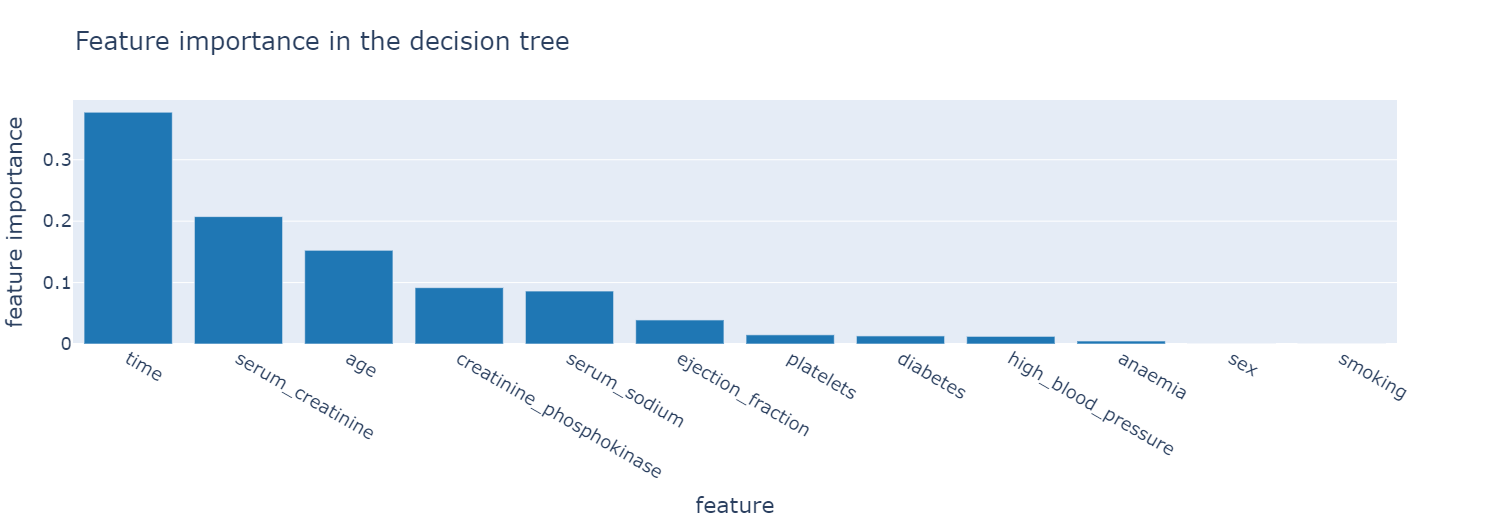 Feature importance in the decision tree
feature importance
0.3
0.2
0.1
0
time
serum_creatinine
age
creatinine_phosphokinase
serum_sodium
ejection_fraction
platelets
diabetes
high_blood_pressure
anaemia
sex
smoking
feature